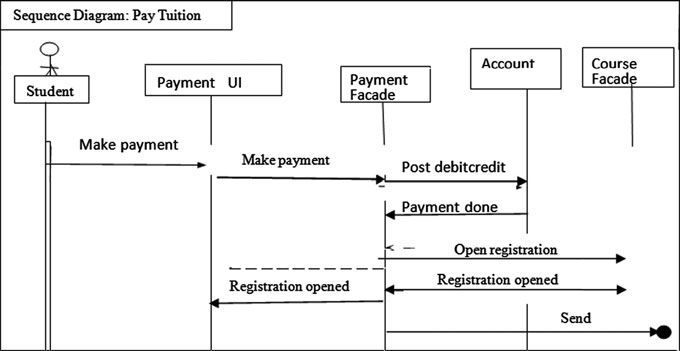 Sequence Diagram: Pay Tuition
Student
Payment UI
Payment
Facade
Account
Course
Facade
Make payment
Make payment
Post debitcredit
Payment done
Open registration
Registration opened
Registration opened
Send